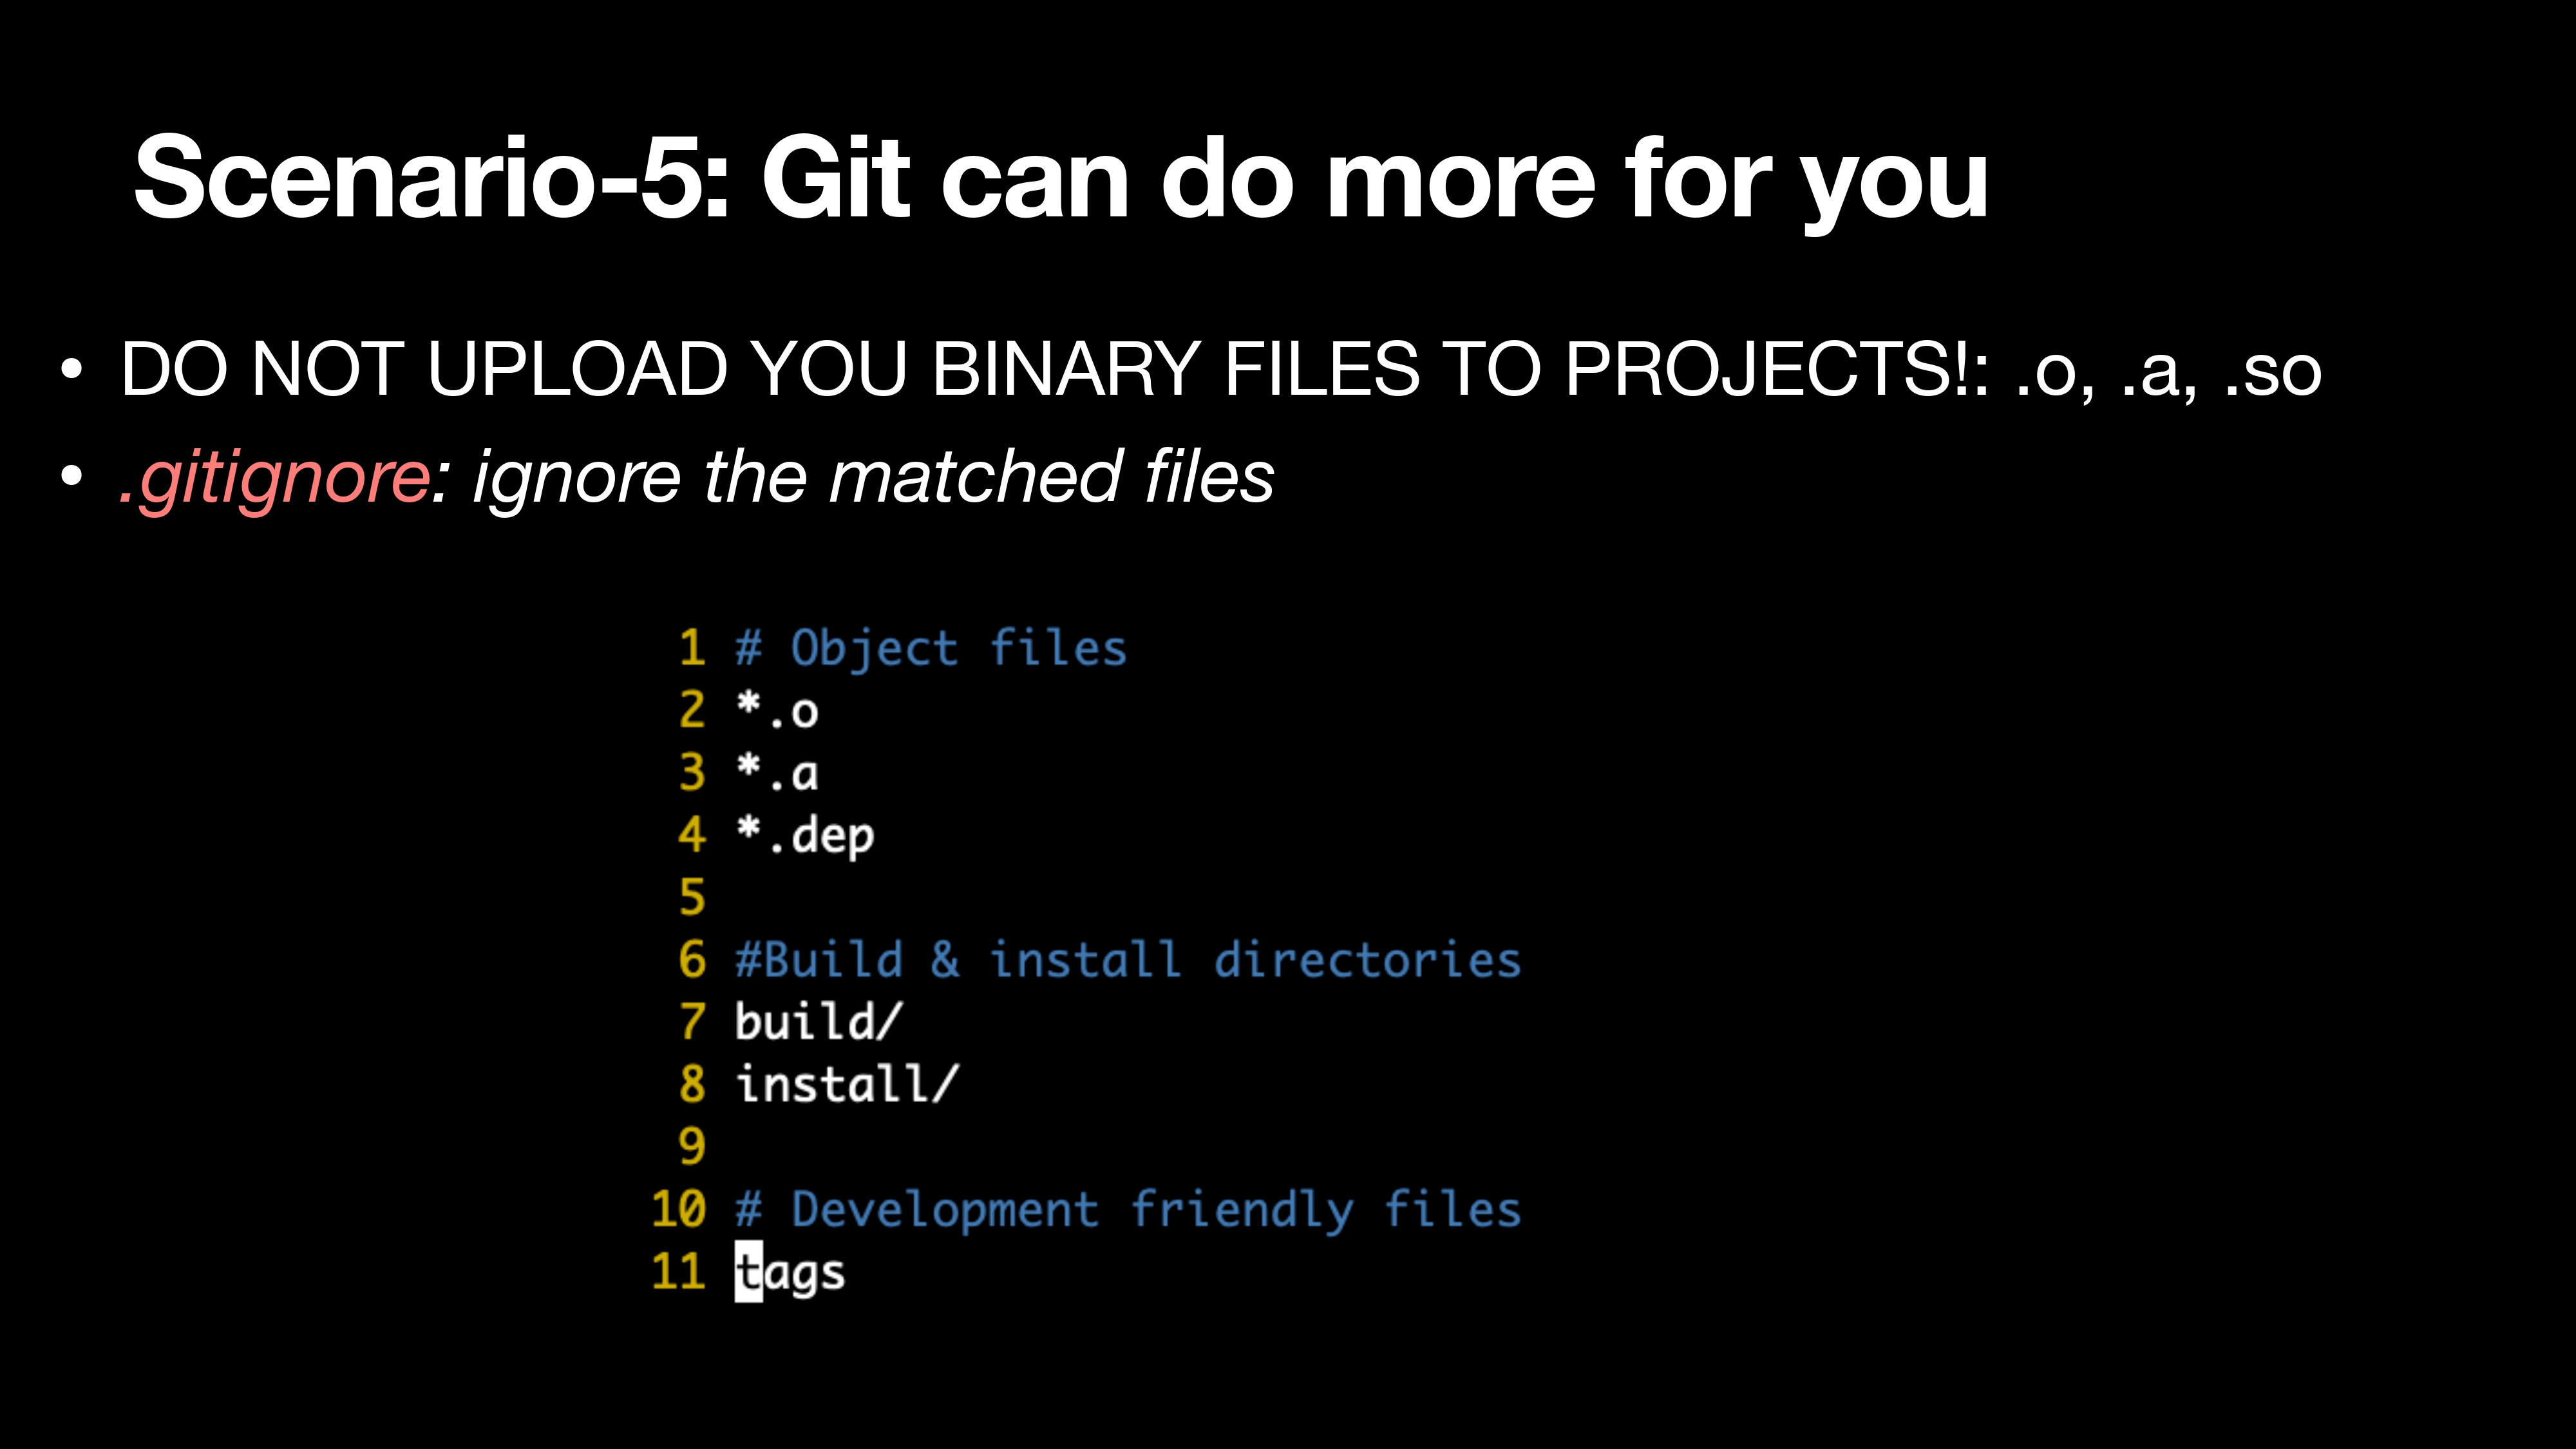 Scenario-5: Git can do more for you
• DO NOT UPLOAD YOU BINARY FILES TO PROJECTS!: .o, .a, .so
• .gitignore: ignore the matched files
1 # Object files
2 *.o
3 *.a
4 *.dep
5
6 #Build & install directories
7 build/
8 install/
9
10 # Development friendly files
11 tags